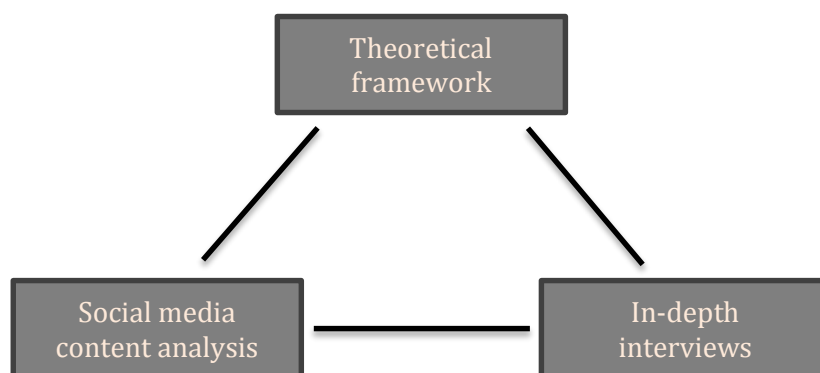 Theoretical
framework
Social media
content analysis
In-depth
interviews